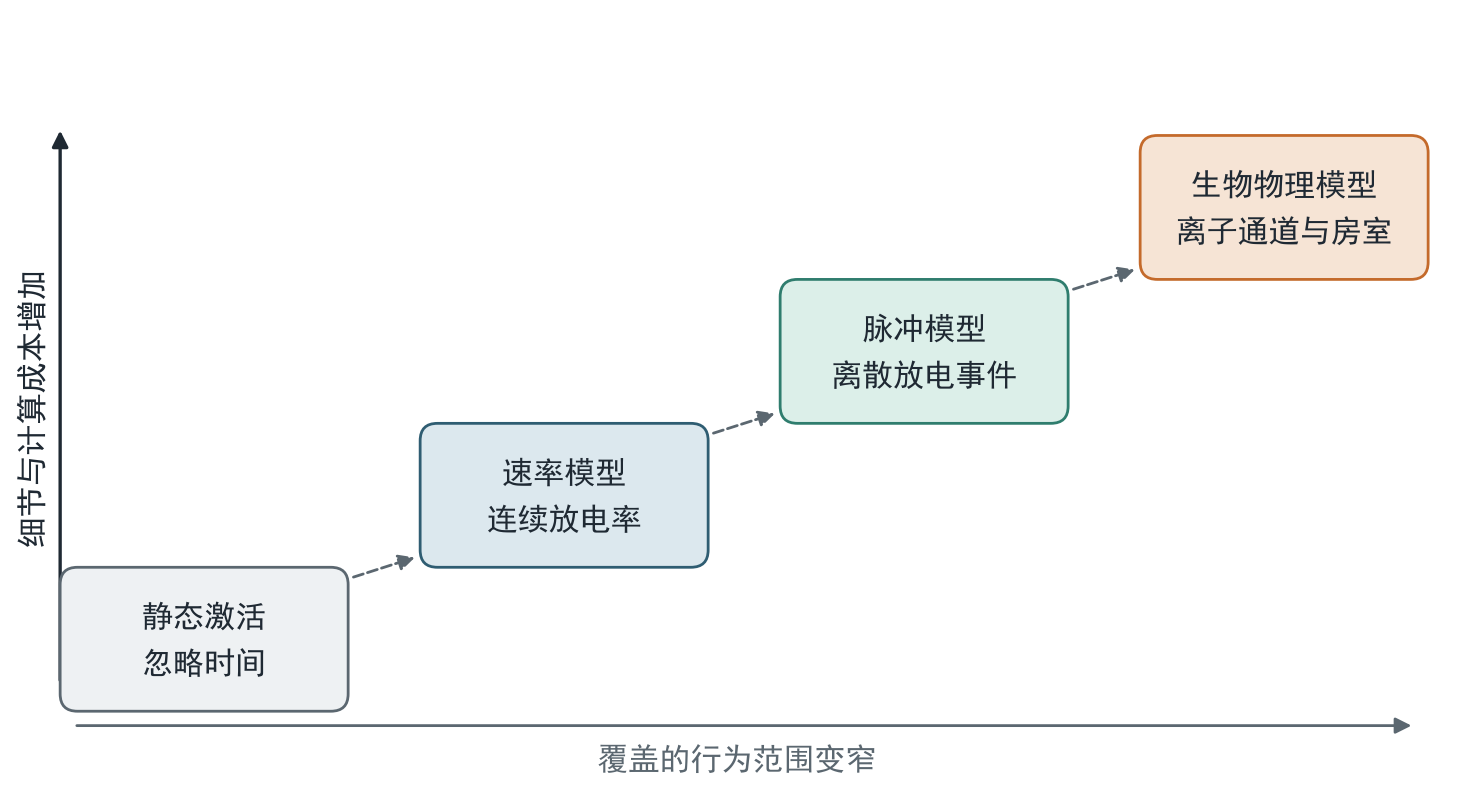 生物物理模型
离子通道与房室
脉冲模型
离散放电事件
速率模型
连续放电率
静态激活
忽略时间
细节与计算成本增加
覆盖的行为范围变窄